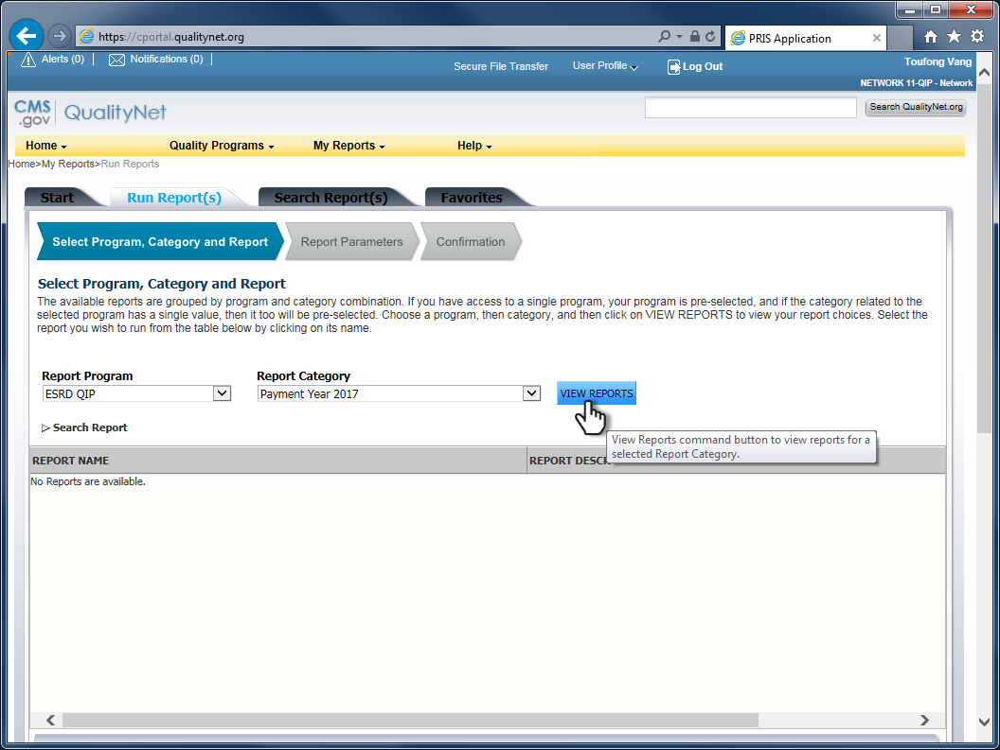 https://cportal.qualitynet.org
PRIS Application
Alerts (0)
Notifications (0)
Secure File Transfer
User Profile
Log Out
Toufong Vang
NETWORK 11-QIP - Network
CMS
.gov
QualityNet
Search QualityNet.org
Home
Quality Programs
My Reports
Help
Home>My Reports>Run Reports
Start
Run Report(s)
Search Report(s)
Favorites
Select Program, Category and Report
Report Parameters
Confirmation
Select Program, Category and Report
The available reports are grouped by program and category combination. If you have access to a single program, your program is pre-selected, and if the category related to the
selected program has a single value, then it too will be pre-selected. Choose a program, then category, and then click on VIEW REPORTS to view your report choices. Select the
report you wish to run from the table below by clicking on its name.
Report Program
Report Category
ESRD QIP
Payment Year 2017
VIEW REPORTS
Search Report
View Reports command button to view reports for a
selected Report Category.
REPORT NAME
REPORT DESC
No Reports are available.